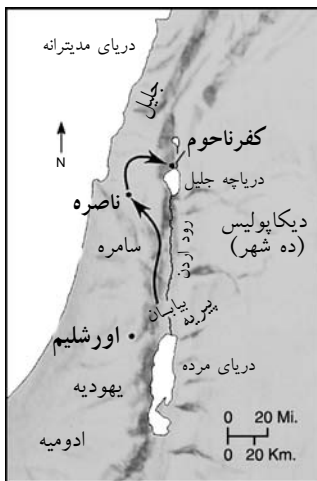 دریای مدیترانه
جلیل
N
کفرناحوم
دریاچه جلیل
ناصره
دیکاپولیس
(ده شهر)
رود اردن
سامره
بیابان
پیریه
اورشلیم
دریای مرده
یهودیه
ادومیه
0 20 Mi.
0 20 Km.